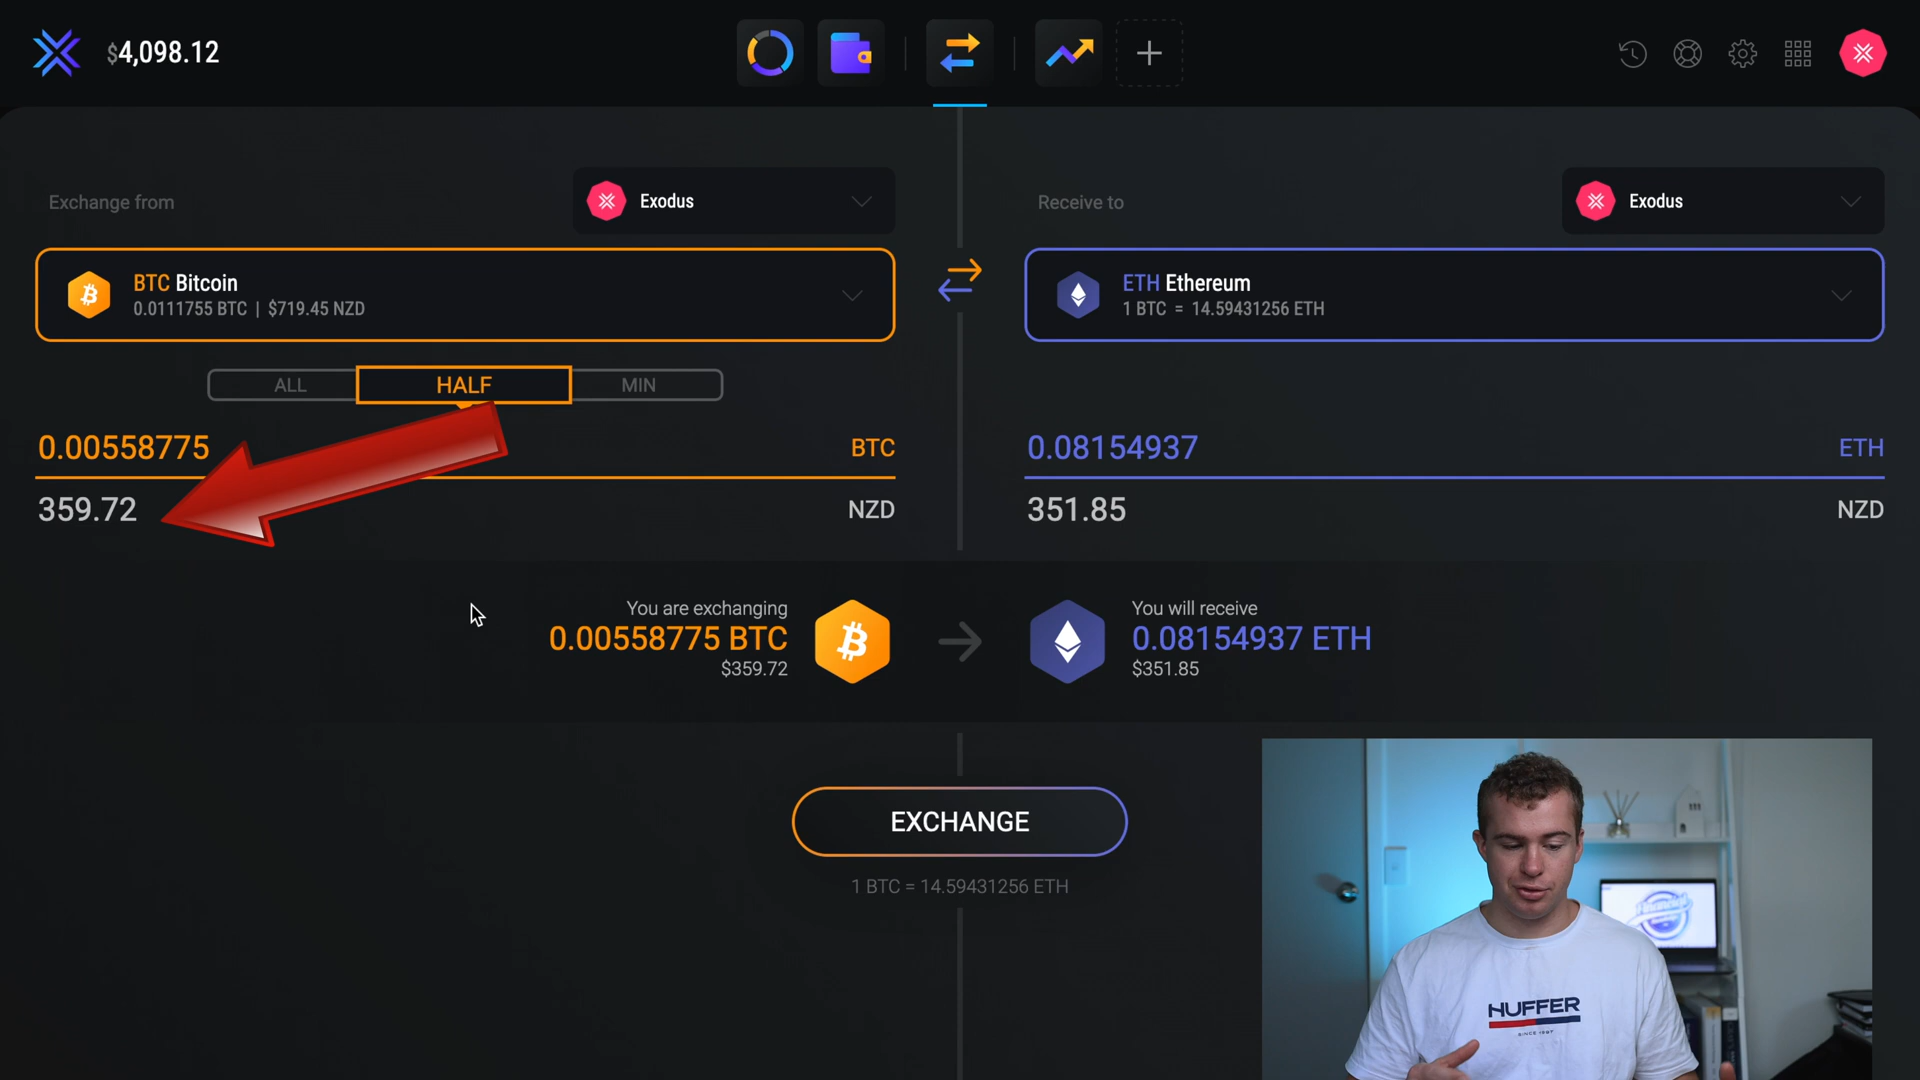 $4,098.12
Exchange from
Exodus
Receive to
Exodus
BTC Bitcoin
0.0111755 BTC | $719.45 NZD
ETH Ethereum
1 BTC = 14.59431256 ETH
ALL
HALF
MIN
0.00558775
BTC
0.08154937
ETH
359.72
NZD
351.85
NZD
You are exchanging
0.00558775 BTC
$359.72
You will receive
0.08154937 ETH
$351.85
EXCHANGE
1 BTC = 14.59431256 ETH
HUFFER
SINCE 1997